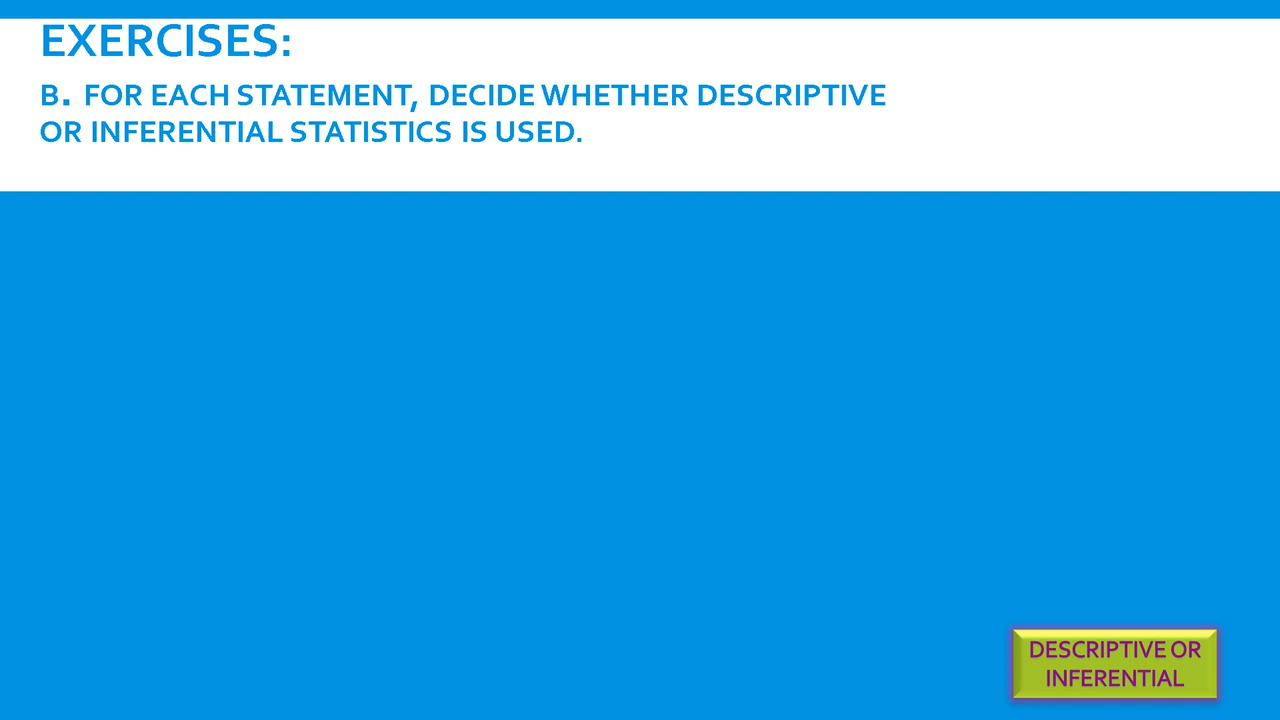 EXERCISES:
B. FOR EACH STATEMENT, DECIDE WHETHER DESCRIPTIVE
OR INFERENTIAL STATISTICS IS USED.
DESCRIPTIVE OR
INFERENTIAL